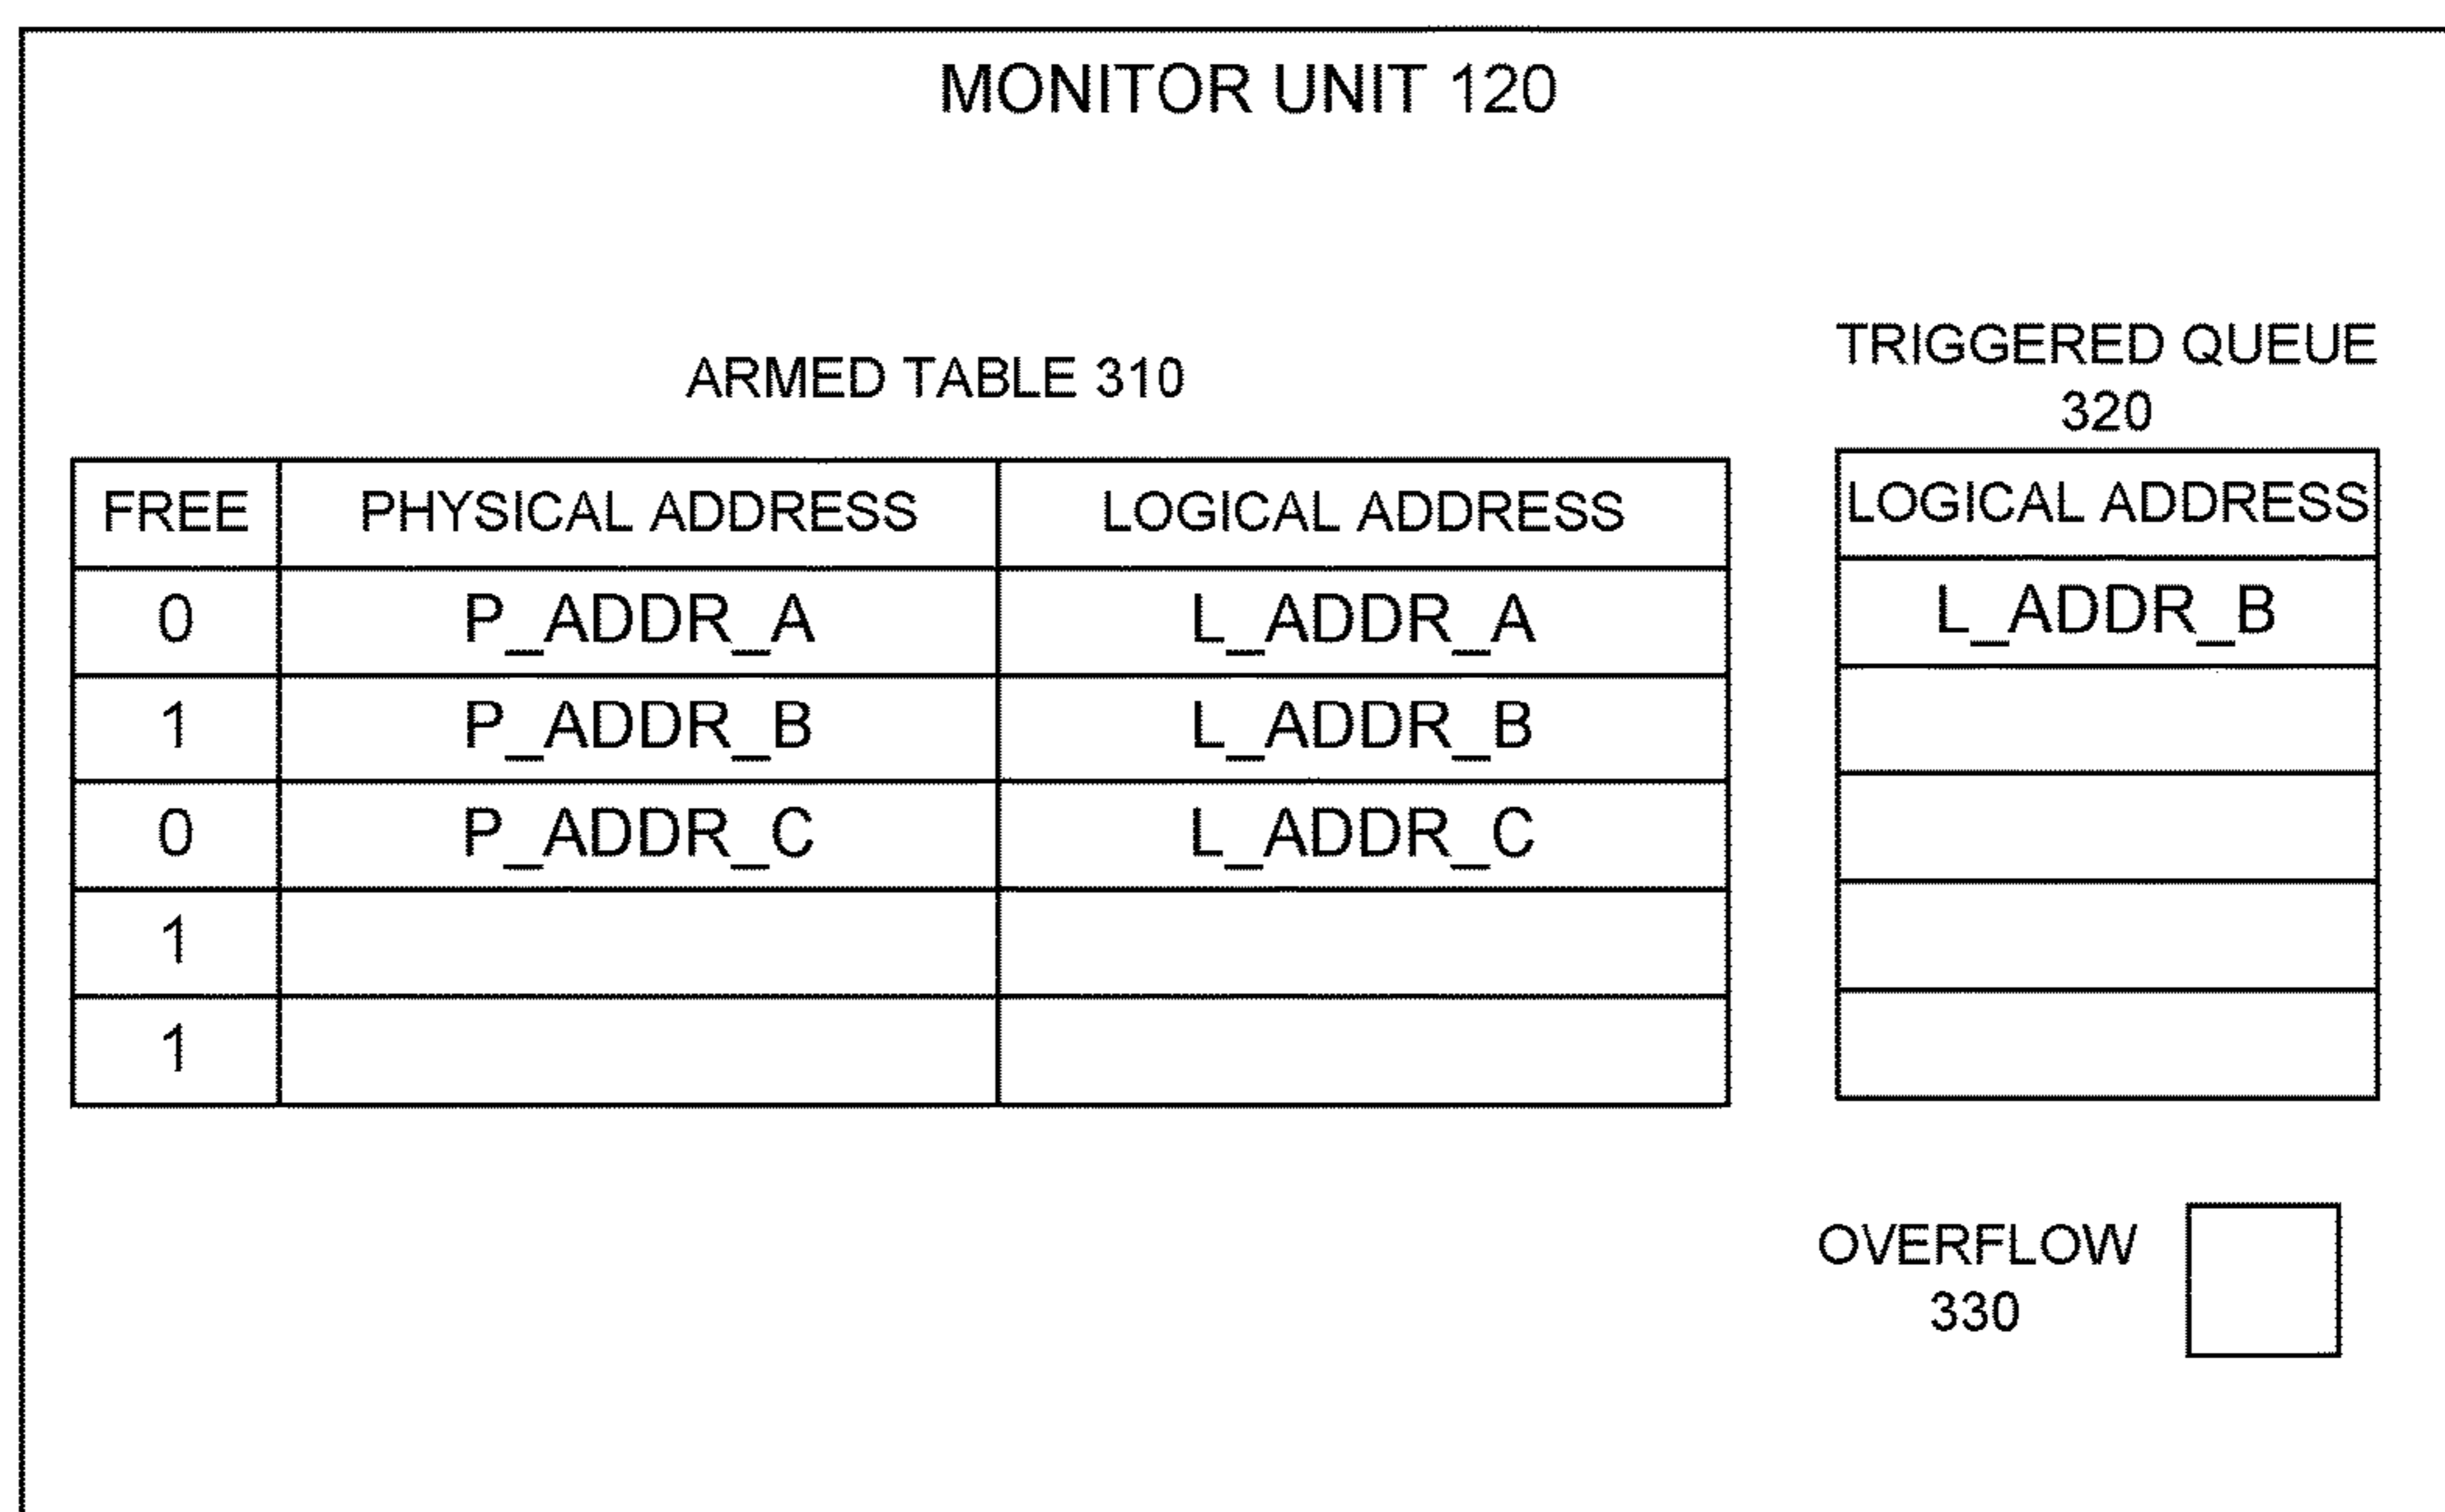 MONITOR UNIT 120
ARMED TABLE 310
TRIGGERED QUEUE
320
FREE PHYSICAL ADDRESS LOGICAL ADDRESS
0 P_ADDR_A L_ADDR_A
1 P_ADDR_B L_ADDR_B
0 P_ADDR_C L_ADDR_C
1
1
LOGICAL ADDRESS
L_ADDR_B
OVERFLOW
330